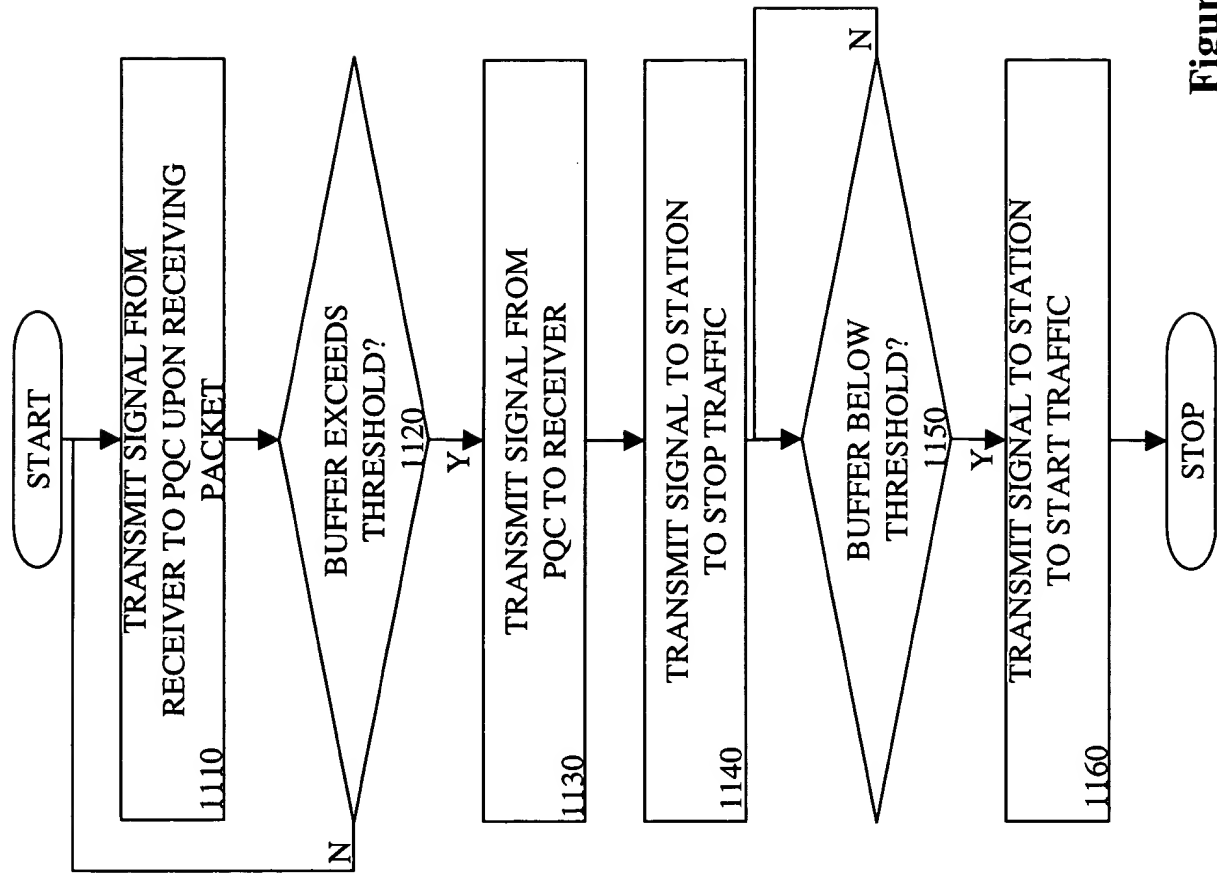 START
TRANSMIT SIGNAL FROM
RECEIVER TO PQC UPON RECEIVING
PACKET
1110
BUFFER EXCEEDS
THRESHOLD?
1120
N
Y
TRANSMIT SIGNAL FROM
PQC TO RECEIVER
1130
TRANSMIT SIGNAL TO STATION
TO STOP TRAFFIC
1140
BUFFER BELOW
THRESHOLD?
1150
N
Y
TRANSMIT SIGNAL TO STATION
TO START TRAFFIC
1160
STOP